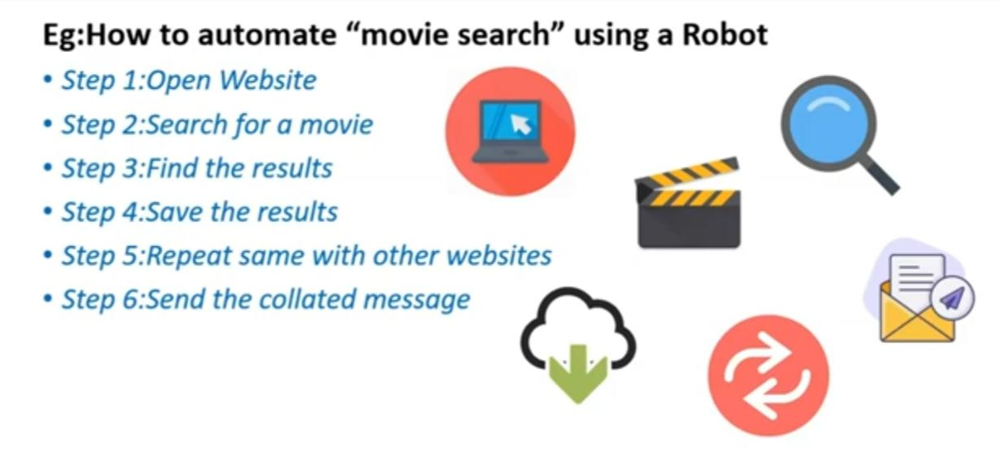 Eg:How to automate “movie search” using a Robot
• Step 1:Open Website
• Step 2:Search for a movie
• Step 3:Find the results
• Step 4:Save the results
• Step 5:Repeat same with other websites
• Step 6:Send the collated message